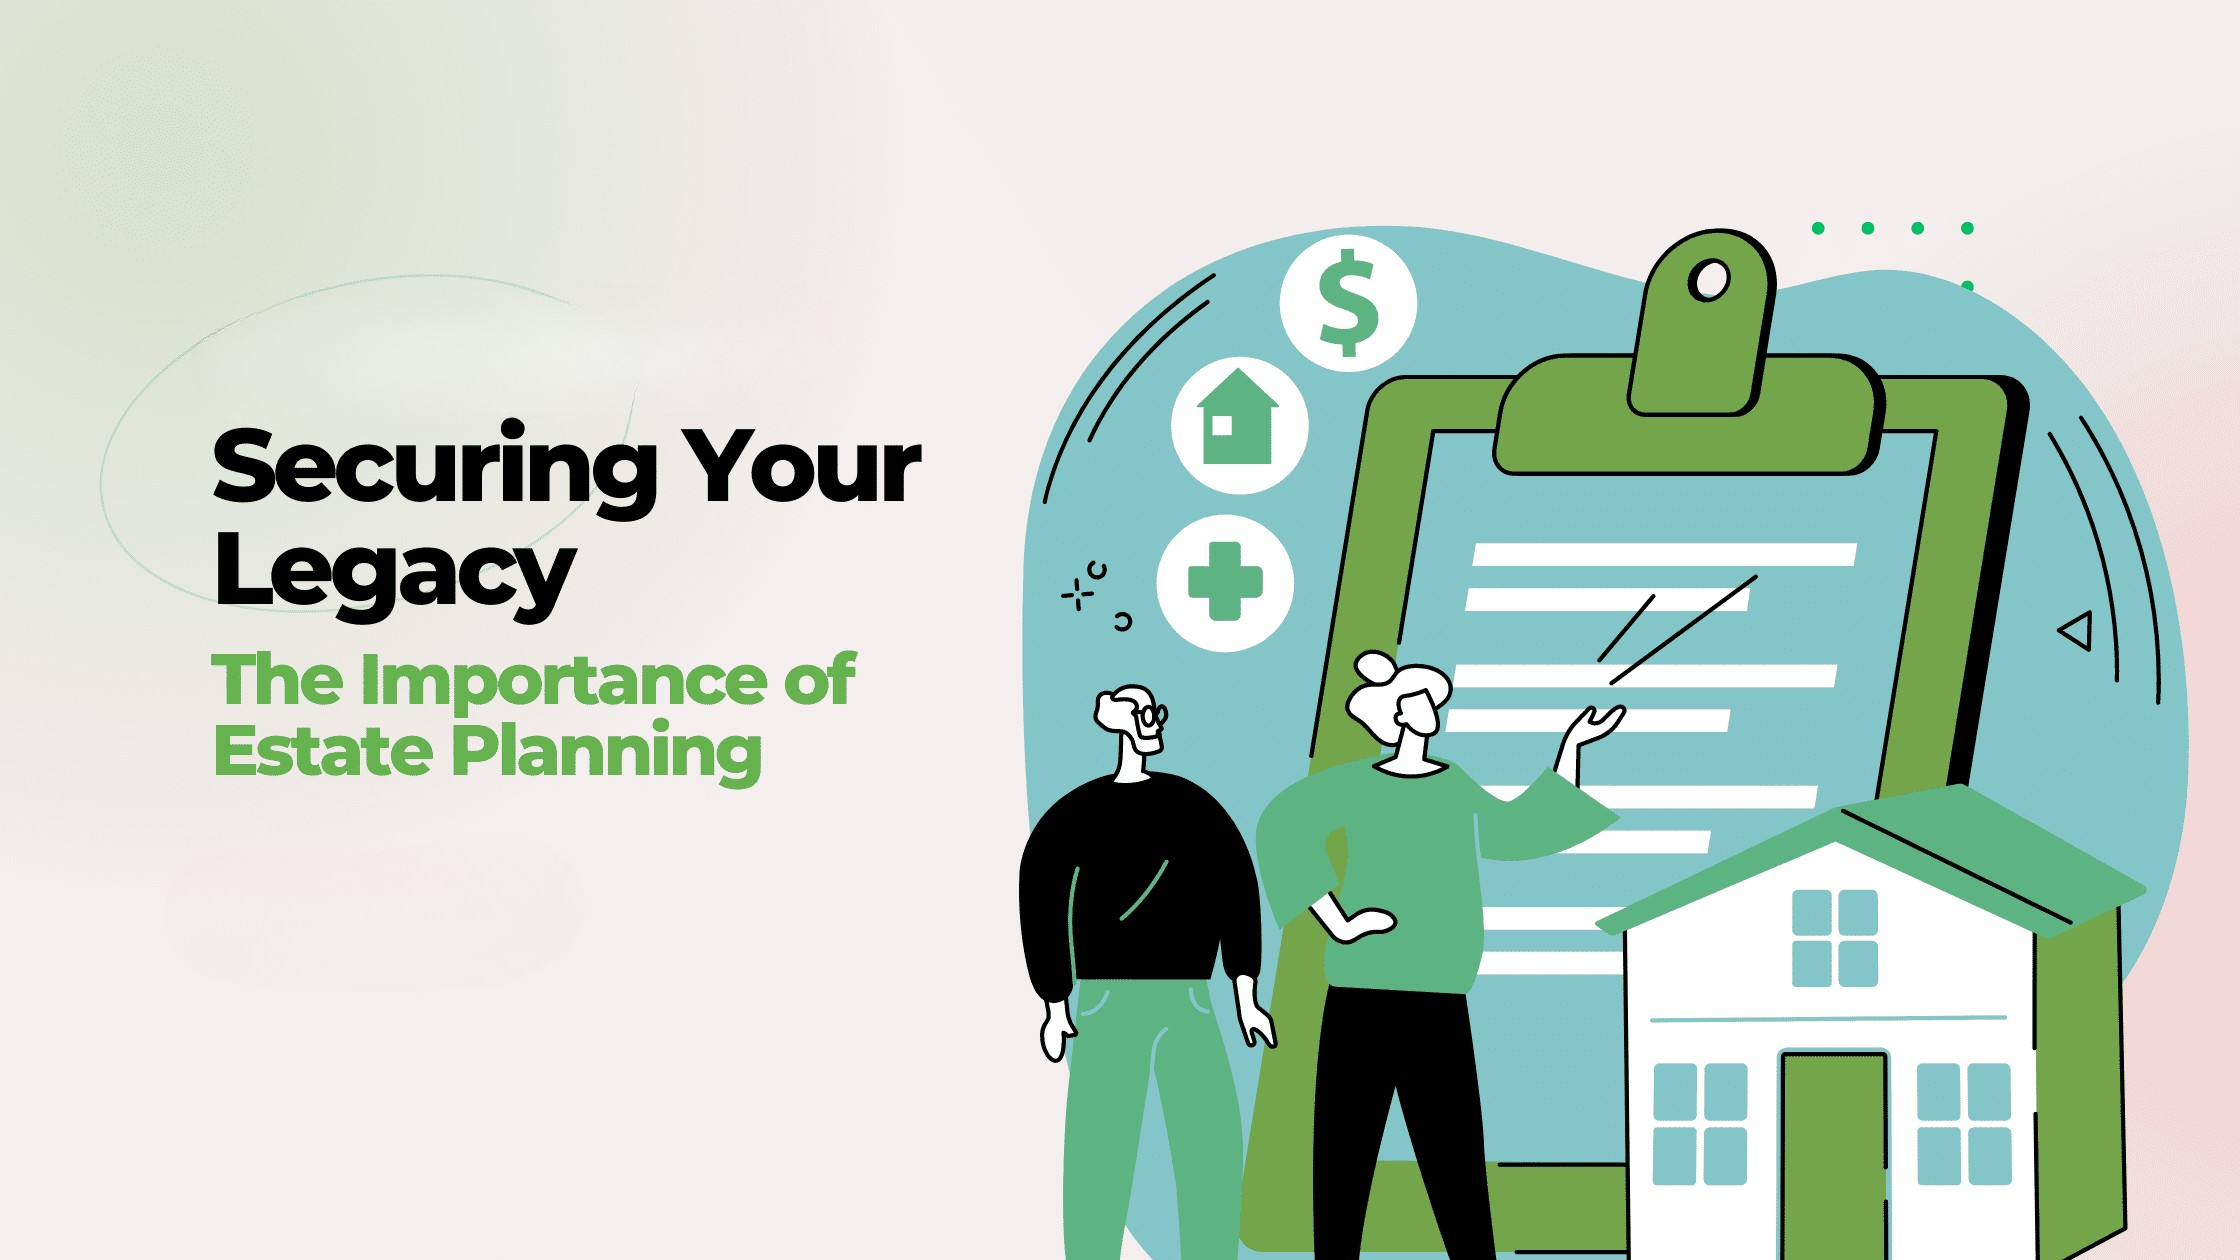 Securing Your
Legacy
The Importance of
Estate Planning
$